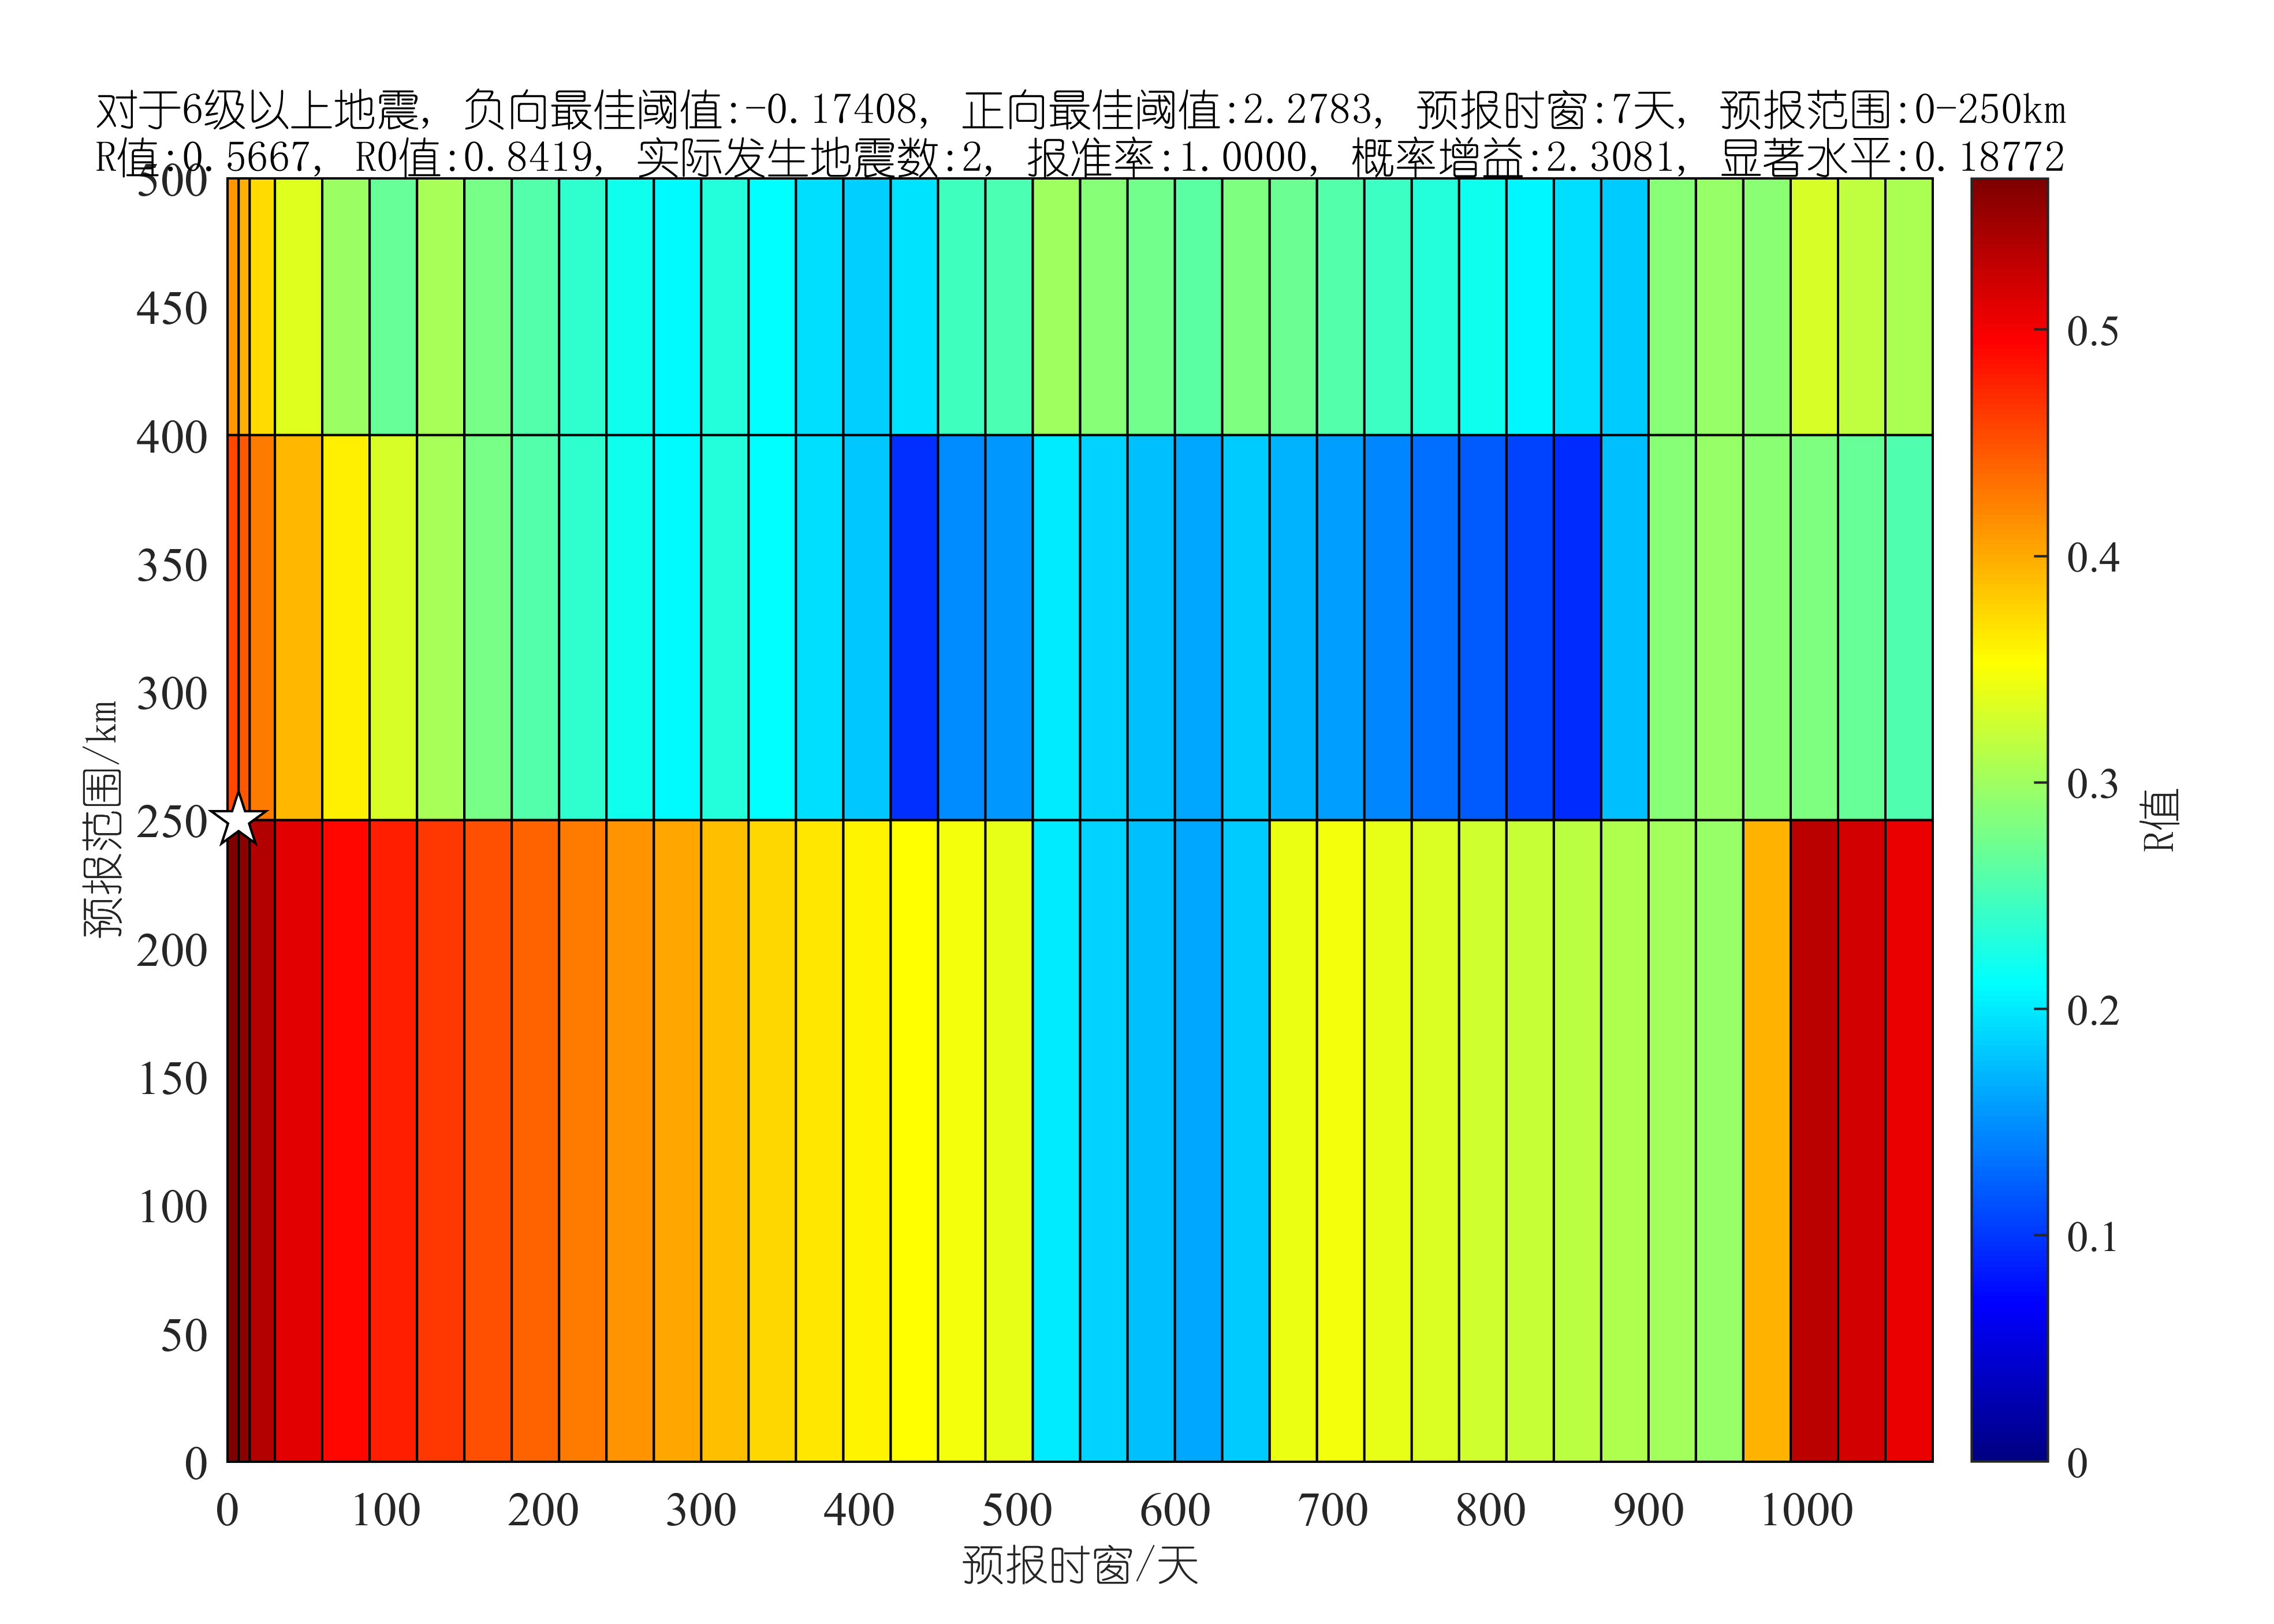 对于6级以上地震, 负向最佳阈值:-0.17408, 正向最佳阈值:2.2783, 预报时窗:7天, 预报范围:0-250km
R值:0.5667, R0值:0.8419, 实际发生地震数:2, 报准率:1.0000, 概率增益:2.3081, 显著水平:0.18772
500
450
400
350
300
250
200
150
100
50
0
预报范围/km
0 100 200 300 400 500 600 700 800 900 1000
预报时窗/天
0.5
0.4
0.3
0.2
0.1
0
R值